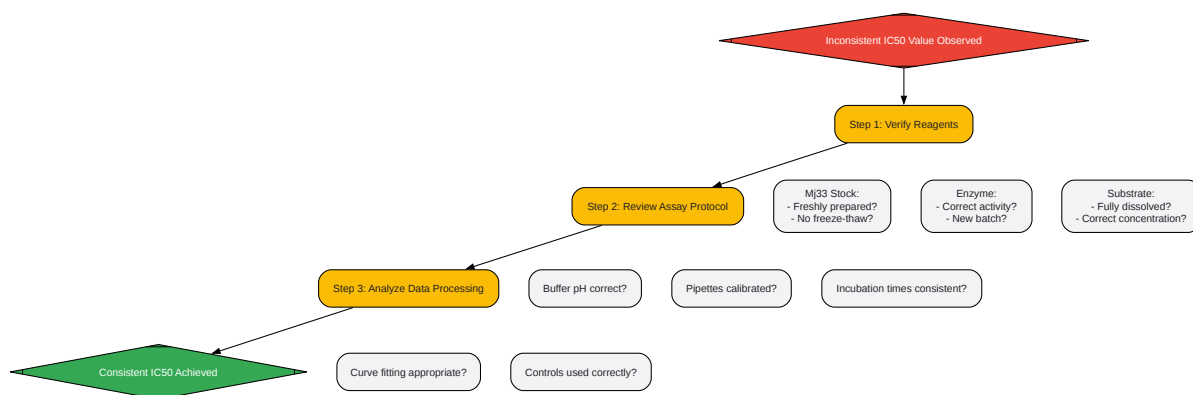 Inconsistent IC50 Value Observed
Step 1: Verify Reagents
Step 2: Review Assay Protocol
Mj33 Stock:
- Freshly prepared?
- No freeze-thaw?
Enzyme:
- Correct activity?
- New batch?
Substrate:
- Fully dissolved?
- Correct concentration?
Step 3: Analyze Data Processing
Buffer pH correct?
Pipettes calibrated?
Incubation times consistent?
Consistent IC50 Achieved
Curve fitting appropriate?
Controls used correctly?